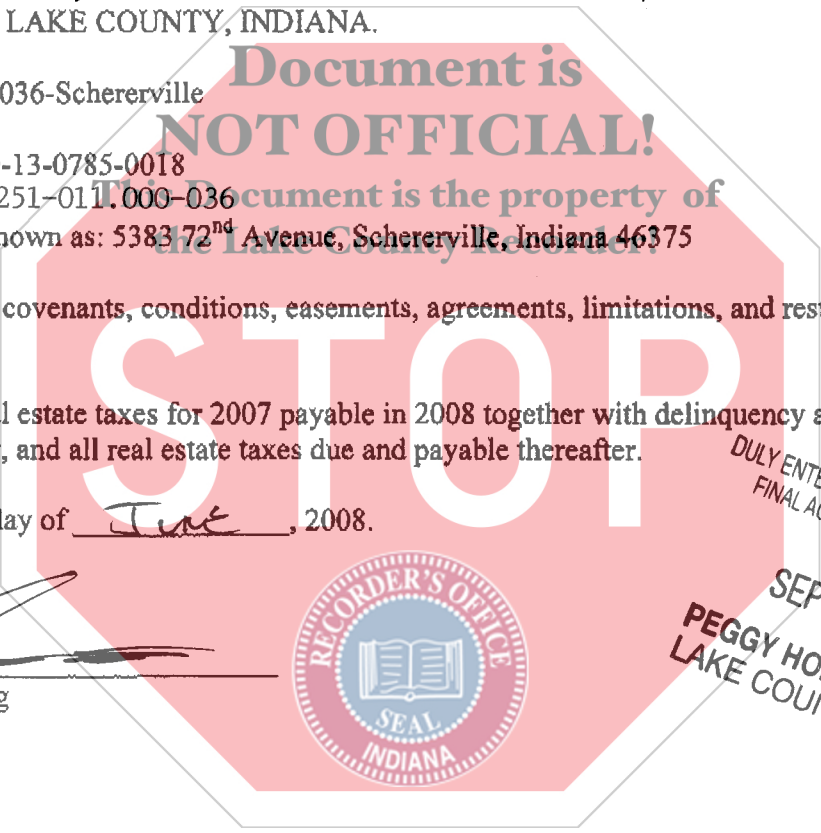 LAKE COUNTY, INDIANA.
Document is
036-Schererville
NOT OFFICIAL!
-13-0785-0018
251-011.000-036
This Document is the property of
nown as: 5383 72nd Avenue, Schererville, Indiana 46375
the Lake County Recorder!
covenants, conditions, easements, agreements, limitations, and rest
STOP
l estate taxes for 2007 payable in 2008 together with delinquency a
, and all real estate taxes due and payable thereafter.
DULY ENTE
FINAL AC
lay of June, 2008.
SEP
PEGGY HO
LAKE COUN
RECORDER'S OFFICE
SEAL
INDIANA
g